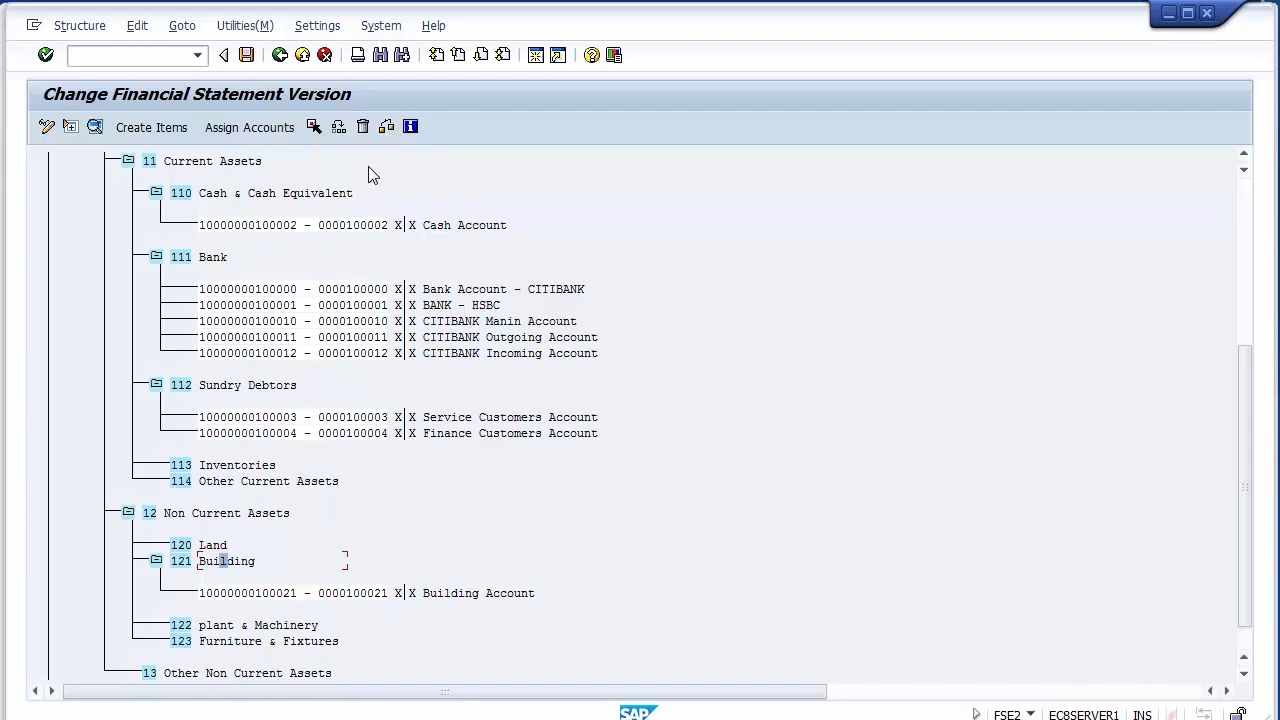 Structure Edit Goto Utilities(M) Settings System Help
Change Financial Statement Version
Create Items Assign Accounts
11 Current Assets
110 Cash & Cash Equivalent
10000000100002 - 0000100002 X X Cash Account
111 Bank
10000000100000 - 0000100000 X X Bank Account - CITIBANK
10000000100001 - 0000100001 X X BANK - HSBC
10000000100010 - 0000100010 X X CITIBANK Manin Account
10000000100011 - 0000100011 X X CITIBANK Outgoing Account
10000000100012 - 0000100012 X X CITIBANK Incoming Account
112 Sundry Debtors
10000000100003 - 0000100003 X X Service Customers Account
10000000100004 - 0000100004 X X Finance Customers Account
113 Inventories
114 Other Current Assets
12 Non Current Assets
120 Land
121 Building
10000000100021 - 0000100021 X X Building Account
122 plant & Machinery
123 Furniture & Fixtures
13 Other Non Current Assets
SAP FSE2 EC8SERVER1 INS